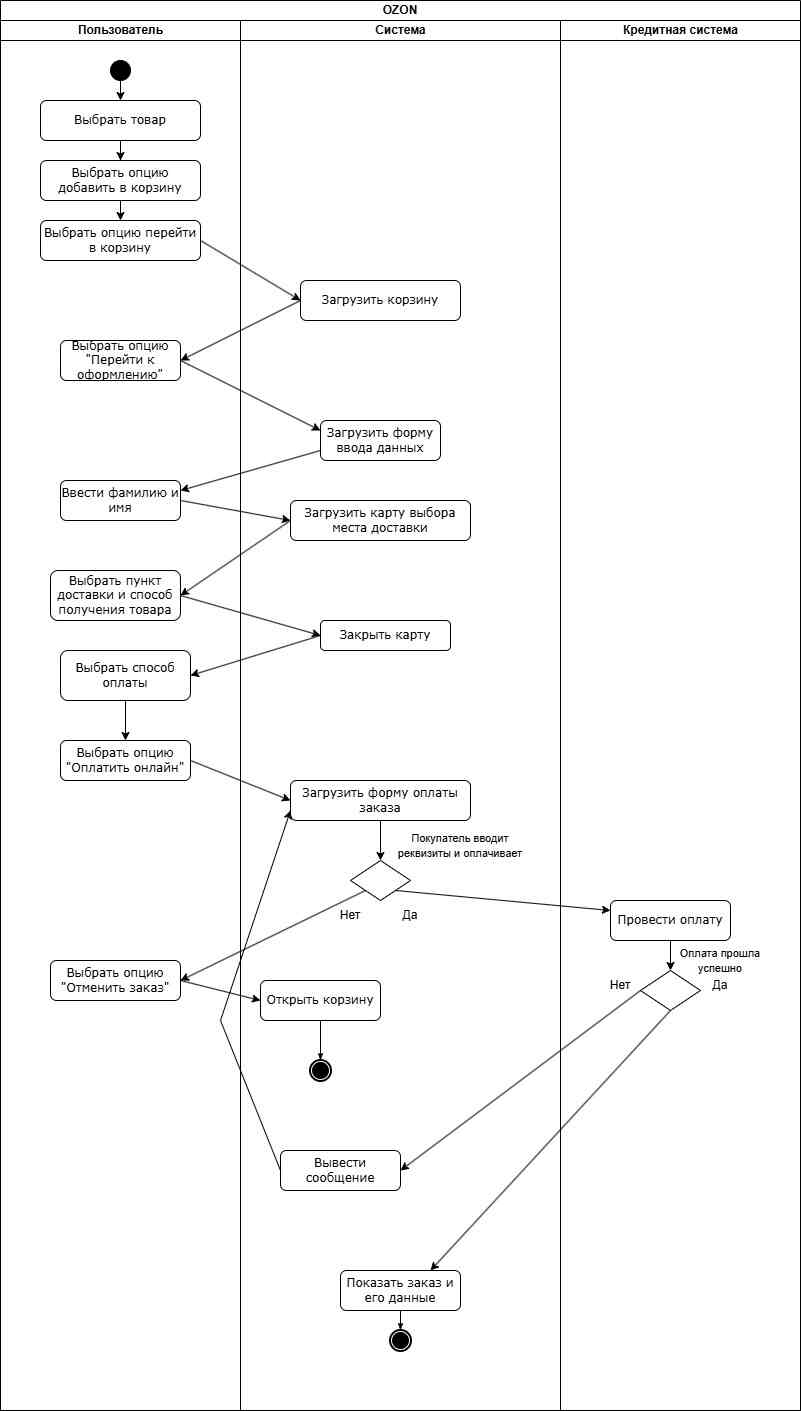 OZON
Пользователь
Система
Кредитная система
Выбрать товар
Выбрать опцию
добавить в корзину
Выбрать опцию перейти
в корзину
Загрузить корзину
Выбрать опцию
"Перейти к
оформлению"
Загрузить форму
ввода данных
Ввести фамилию и
имя
Загрузить карту выбора
места доставки
Выбрать пункт
доставки и способ
получения товара
Закрыть карту
Выбрать способ
оплаты
Выбрать опцию
"Оплатить онлайн"
Загрузить форму оплаты
заказа
Покупатель вводит
реквизиты и оплачивает
Нет
Да
Провести оплату
Оплата прошла
успешно
Нет
Да
Выбрать опцию
"Отменить заказ"
Открыть корзину
Вывести
сообщение
Показать заказ и
его данные